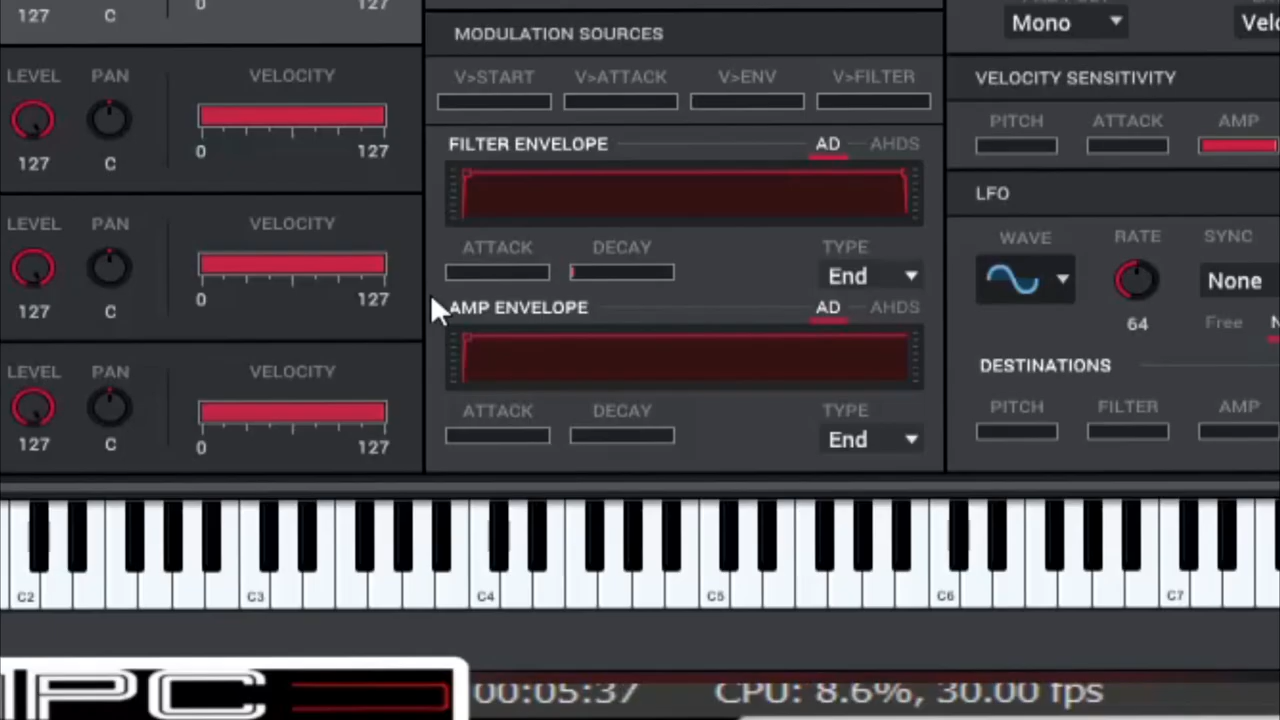 127 C 0 127
Mono Velo
MODULATION SOURCES
LEVEL PAN VELOCITY
V>START V>ATTACK V>ENV V>FILTER
VELOCITY SENSITIVITY
PITCH ATTACK AMP
127 C 0 127
FILTER ENVELOPE AD AHDS
LFO
LEVEL PAN VELOCITY
WAVE RATE SYNC
ATTACK DECAY TYPE
End
None
127 C 0 127
AMP ENVELOPE AD AHDS
64 Free N
LEVEL PAN VELOCITY
DESTINATIONS
PITCH FILTER AMP
ATTACK DECAY TYPE
End
127 C 0 127
C2 C3 C4 C5 C6 C7
MPC
00:05:37 CPU: 8.6%, 30.00 fps